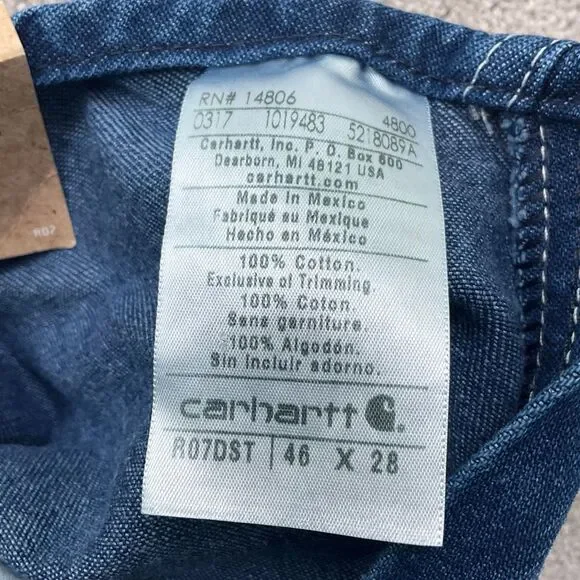 RN# 14806
4800
0317 1019483 5218089A
Carhartt, Inc. P. O. Box 600
Dearborn, MI 48121 USA
carhartt.com
Made in Mexico
Fabriqué au Mexique
Hecho en México
100% Cotton.
Exclusive of Trimming.
100% Coton.
Sans garniture.
100% Algodón.
Sin incluir adorno.
carhartt
R07DST 46 X 28
R07